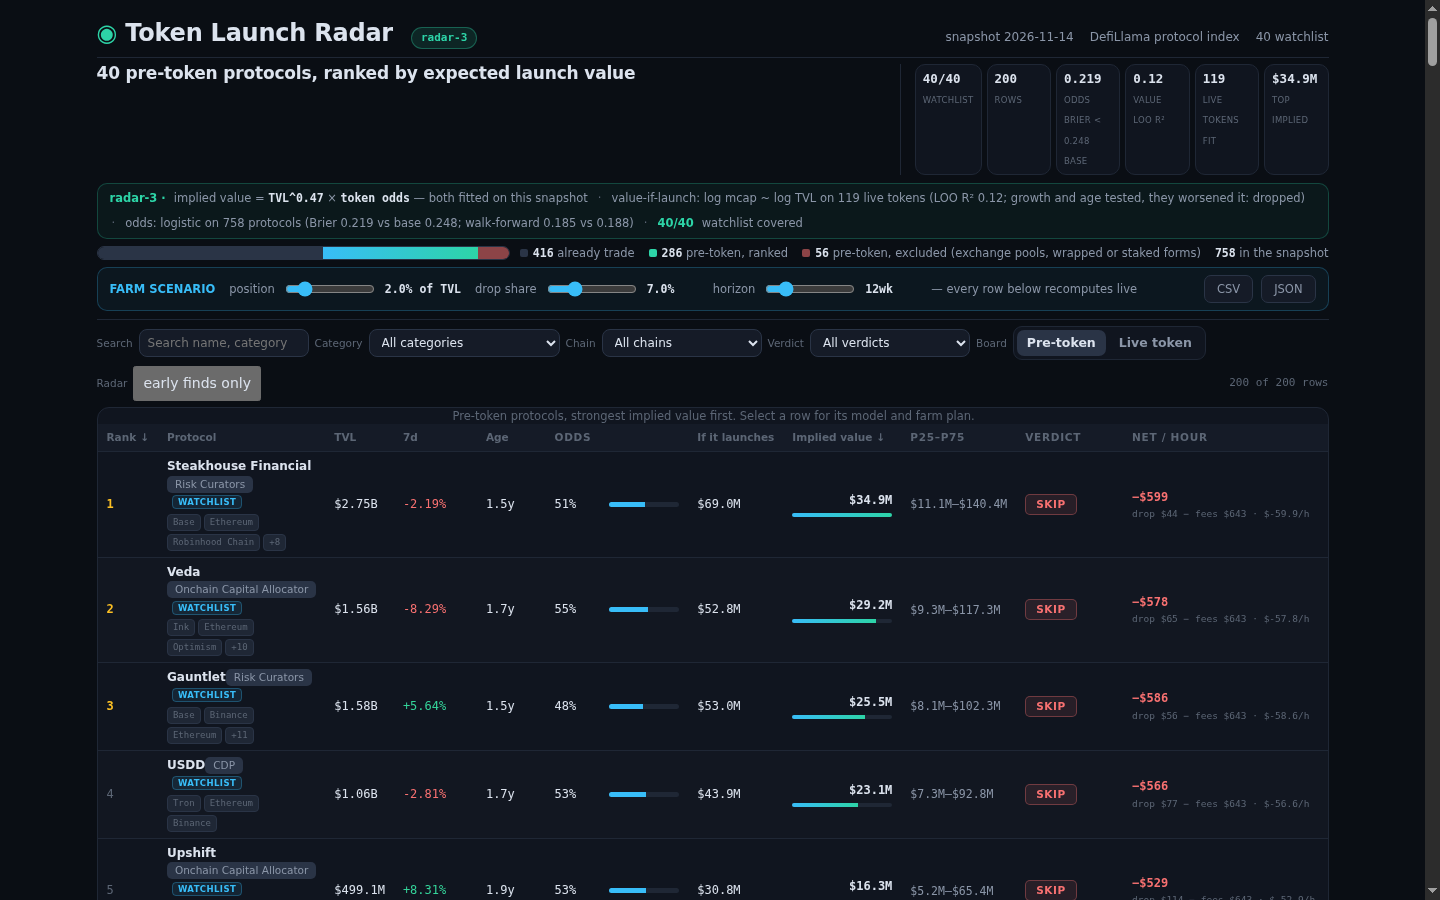 ◉ Token Launch Radar radar-3 snapshot 2026-11-14 DefiLlama protocol index 40 watchlist
40 pre-token protocols, ranked by expected launch value
40/40 200 0.219 0.12 119 $34.9M
WATCHLIST ROWS ODDS VALUE LIVE TOP
BRIER < LOO R² TOKENS IMPLIED
0.248 FIT
BASE
radar-3 · implied value = TVL^0.47 × token odds — both fitted on this snapshot · value-if-launch: log mcap ~ log TVL on 119 live tokens (LOO R² 0.12; growth and age tested, they worsened it: dropped)
· odds: logistic on 758 protocols (Brier 0.219 vs base 0.248; walk-forward 0.185 vs 0.188) · 40/40 watchlist covered
416 already trade 286 pre-token, ranked 56 pre-token, excluded (exchange pools, wrapped or staked forms) 758 in the snapshot
FARM SCENARIO position 2.0% of TVL drop share 7.0% horizon 12wk — every row below recomputes live CSV JSON
Search Search name, category Category All categories Chain All chains Verdict All verdicts Board Pre-token Live token
Radar early finds only 200 of 200 rows
Pre-token protocols, strongest implied value first. Select a row for its model and farm plan.
Rank ↓ Protocol TVL 7d Age ODDS If it launches Implied value ↓ P25–P75 VERDICT NET / HOUR
Steakhouse Financial
Risk Curators
WATCHLIST
1 $2.75B -2.19% 1.5y 51% $69.0M $34.9M $11.1M–$140.4M SKIP −$599
drop $44 − fees $643 · $-59.9/h
Base Ethereum
Robinhood Chain +8
Veda
Onchain Capital Allocator
WATCHLIST
2 $1.56B -8.29% 1.7y 55% $52.8M $29.2M $9.3M–$117.3M SKIP −$578
drop $65 − fees $643 · $-57.8/h
Ink Ethereum
Optimism +10
Gauntlet Risk Curators
WATCHLIST
3 $1.58B +5.64% 1.5y 48% $53.0M $25.5M $8.1M–$102.3M SKIP −$586
drop $56 − fees $643 · $-58.6/h
Base Binance
Ethereum +11
USDD CDP
WATCHLIST
4 $1.06B -2.81% 1.7y 53% $43.9M $23.1M $7.3M–$92.8M SKIP −$566
drop $77 − fees $643 · $-56.6/h
Tron Ethereum
Binance
Upshift
Onchain Capital Allocator
WATCHLIST
5 $499.1M +8.31% 1.9y 53% $30.8M $16.3M $5.2M–$65.4M SKIP −$529